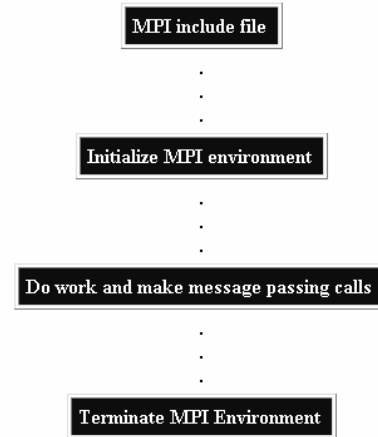 MPI include file
.
.
.
Initialize MPI environment
.
.
.
Do work and make message passing calls
.
.
.
Terminate MPI Environment